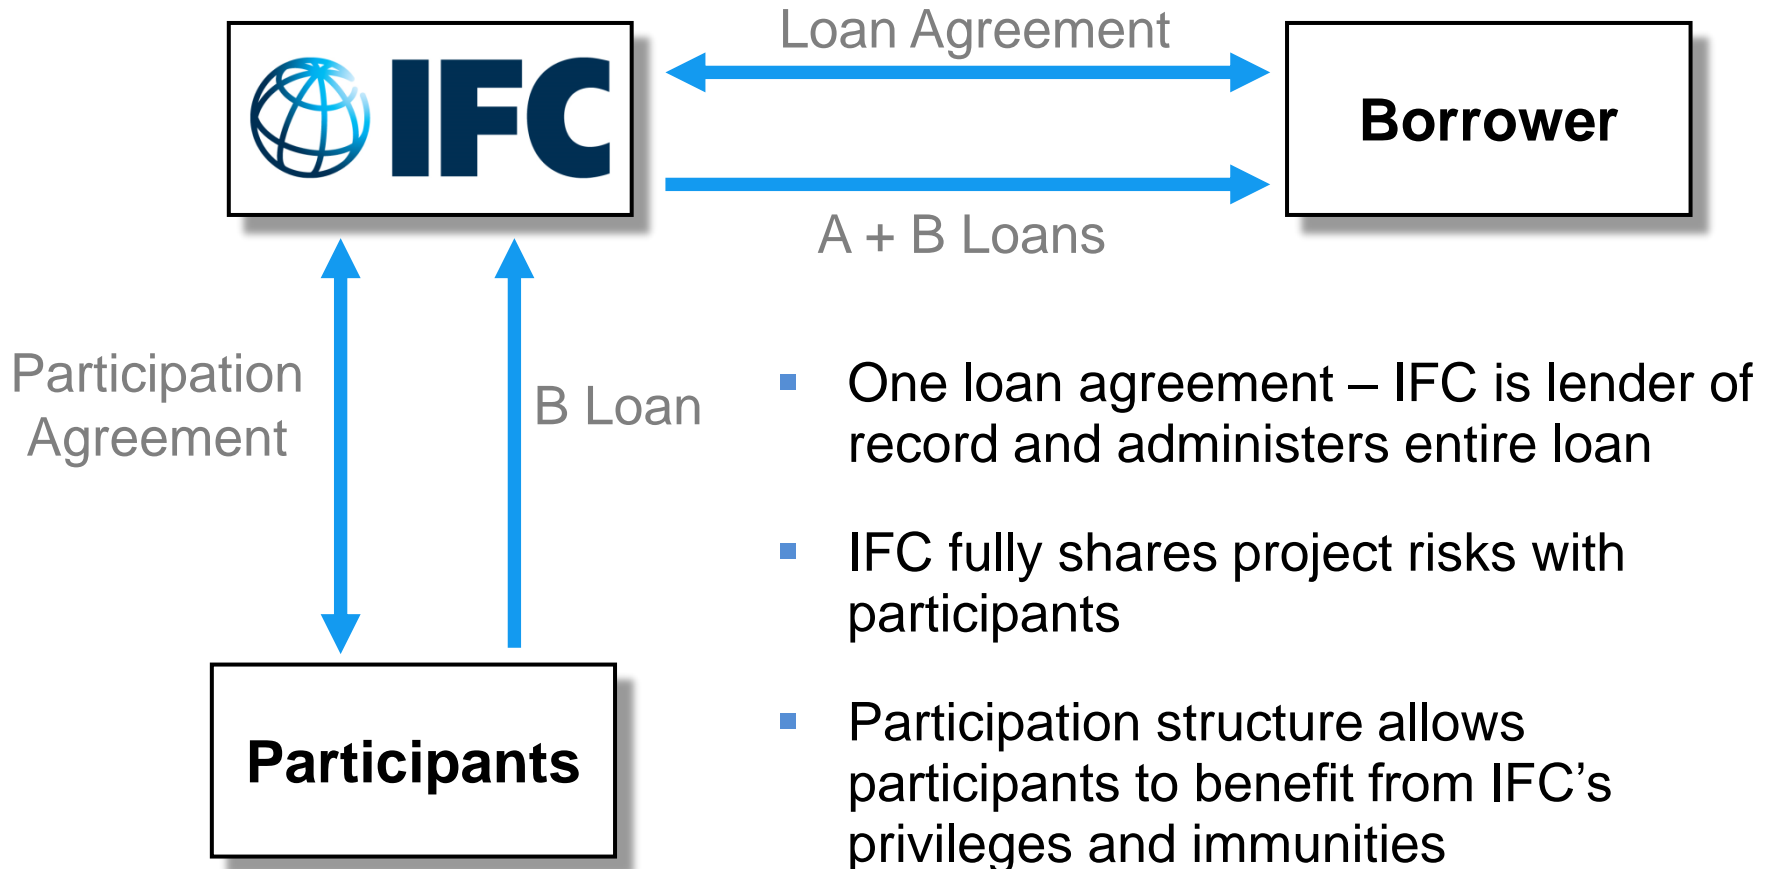 IFC
Loan Agreement
Borrower
A + B Loans
Participation
Agreement
B Loan
Participants
▪ One loan agreement – IFC is lender of
record and administers entire loan
▪ IFC fully shares project risks with
participants
▪ Participation structure allows
participants to benefit from IFC’s
privileges and immunities